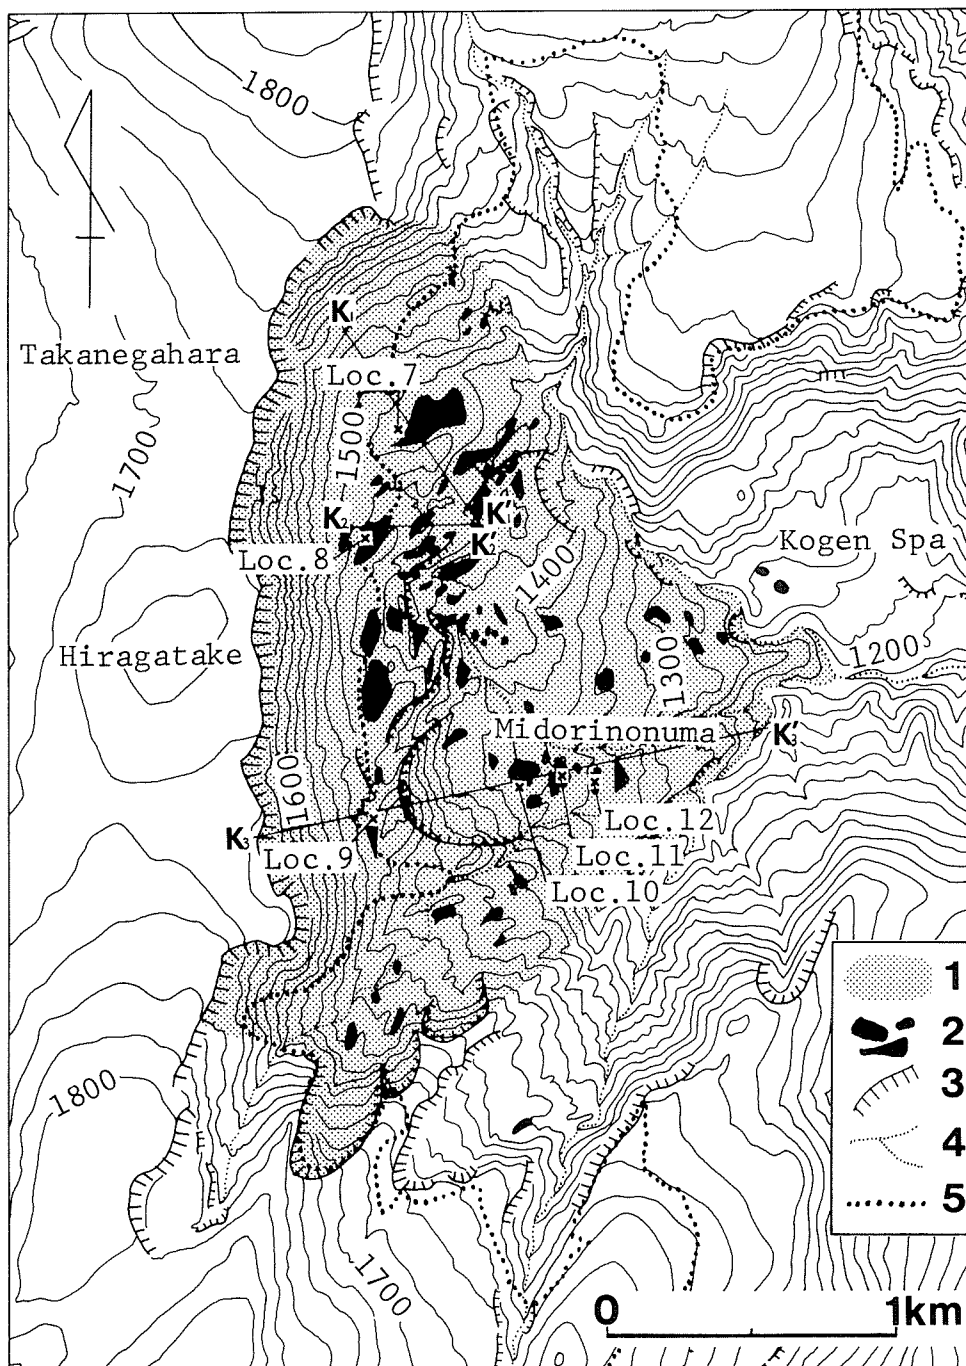 1800
K₁
Takanegahara
Loc.7
1500
1700
K₂
K₁'
K₂'
Loc.8
Kogen Spa
1400
Hiragatake
1200
1300
Midorinonuma
K₃'
1600
K₃
Loc.9
Loc.12
Loc.11
Loc.10
1
2
3
4
5
1800
1700
0 1km